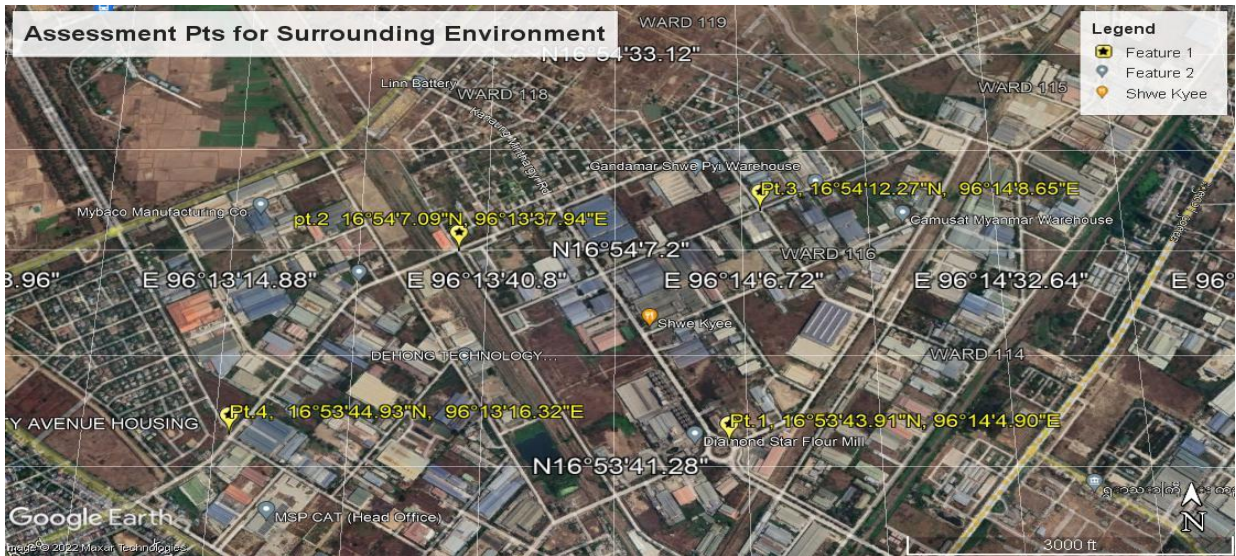 Assessment Pts for Surrounding Environment
WARD 119
N16°54'33.12"
Legend
Feature 1
Feature 2
Shwe Kyee
Linn Battery
WARD 118
WARD 115
Kanaung Minthargyi Rd
Gandamar Shwe Pyi Warehouse
Pt.3, 16°54'12.27"N, 96°14'8.65"E
Mybaco Manufacturing Co.
pt.2 16°54'7.09"N, 96°13'37.94"E
Camusat Myanmar Warehouse
N16°54'7.2"
WARD 116
3.96"
E 96°13'14.88"
E 96°13'40.8"
E 96°14'6.72"
E 96°14'32.64"
E 96°
Shwe Kyee
DEHONG TECHNOLOGY...
WARD 114
Pt.4, 16°53'44.93"N, 96°13'16.32"E
TY AVENUE HOUSING
Pt.1, 16°53'43.91"N, 96°14'4.90"E
Diamond Star Flour Mill
N16°53'41.28"
MSP CAT (Head Office)
Google Earth
Image © 2022 Maxar Technologies
N
3000 ft